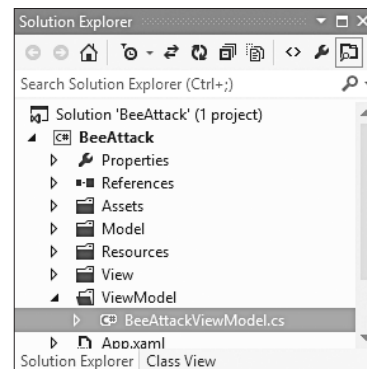 Solution Explorer
Search Solution Explorer (Ctrl+;)
Solution 'BeeAttack' (1 project)
C# BeeAttack
Properties
References
Assets
Model
Resources
View
ViewModel
C# BeeAttackViewModel.cs
App.xaml
Solution Explorer Class View